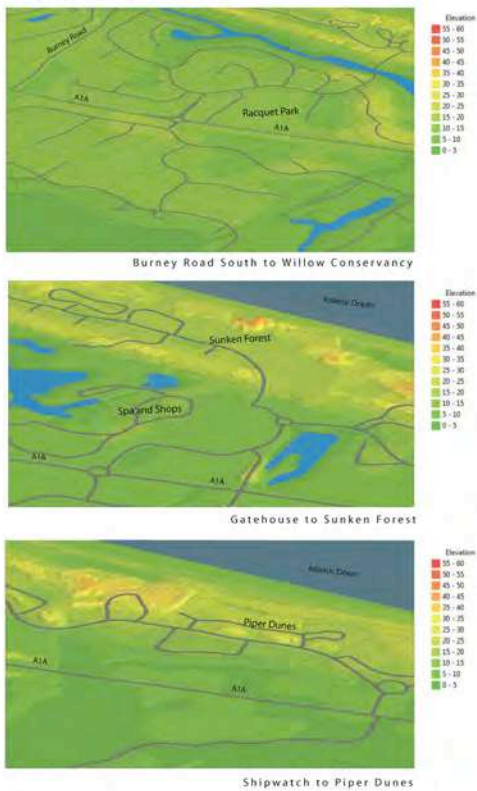 Elevation
55 - 60
50 - 55
45 - 50
40 - 45
35 - 40
30 - 35
25 - 30
20 - 25
15 - 20
10 - 15
5 - 10
0 - 5
Burney Road
A1A
Racquet Park
A1A
Burney Road South to Willow Conservancy
Elevation
55 - 60
50 - 55
45 - 50
40 - 45
35 - 40
30 - 35
25 - 30
20 - 25
15 - 20
10 - 15
5 - 10
0 - 5
Atlantic Ocean
Sunken Forest
Spa and Shops
A1A
A1A
Gatehouse to Sunken Forest
Elevation
55 - 60
50 - 55
45 - 50
40 - 45
35 - 40
30 - 35
25 - 30
20 - 25
15 - 20
10 - 15
5 - 10
0 - 5
Atlantic Ocean
Piper Dunes
A1A
A1A
Shipwatch to Piper Dunes